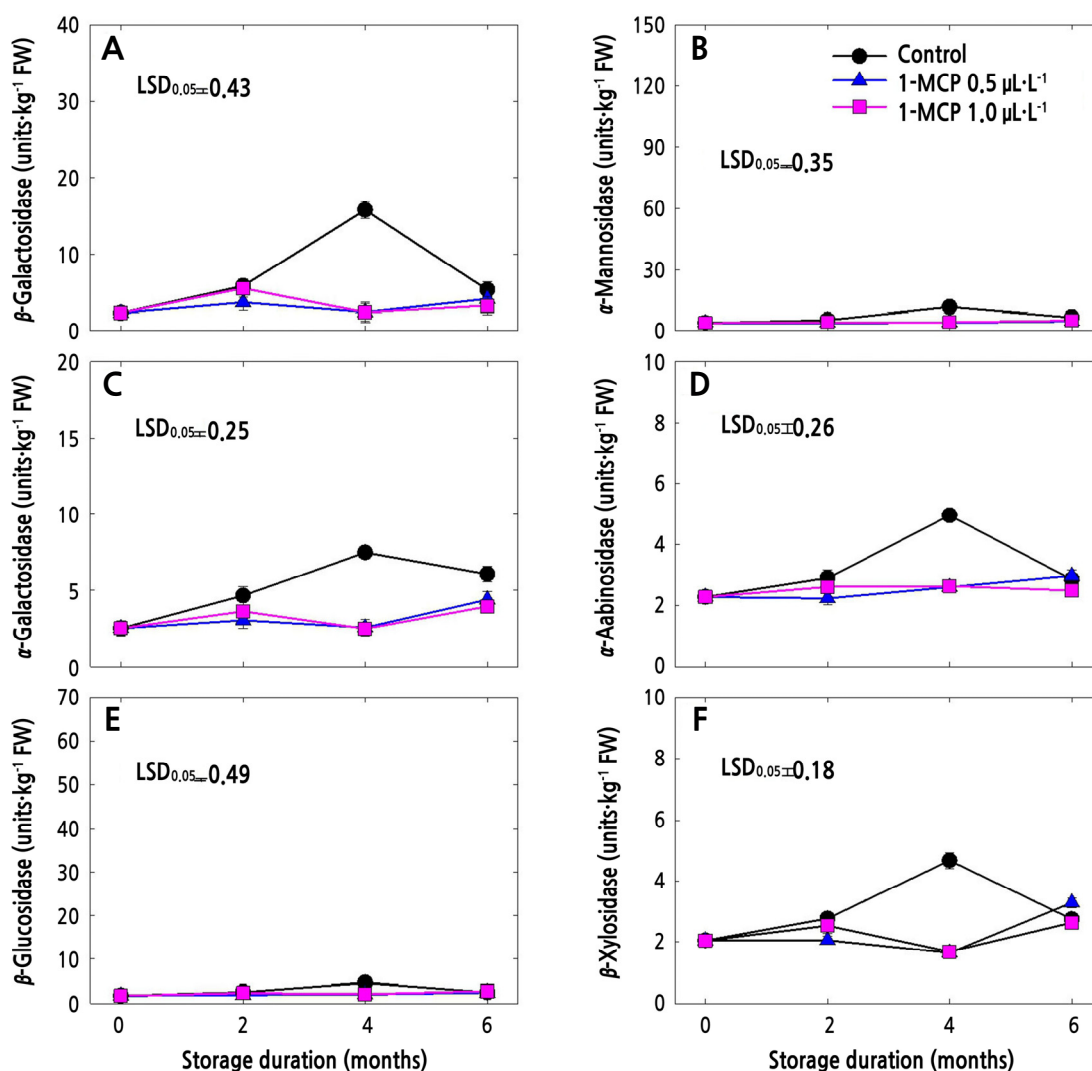 A
LSD0.05=0.43
β-Galactosidase (units·kg-1 FW)
40
30
20
10
0
B
Control
1-MCP 0.5 µL·L-1
1-MCP 1.0 µL·L-1
LSD0.05=0.35
α-Mannosidase (units·kg-1 FW)
150
120
90
60
30
0
C
LSD0.05=0.25
α-Galactosidase (units·kg-1 FW)
20
15
10
5
0
D
LSD0.05=0.26
α-Aabinosidase (units·kg-1 FW)
10
8
6
4
2
0
E
LSD0.05=0.49
β-Glucosidase (units·kg-1 FW)
70
60
50
40
30
20
10
0
0 2 4 6
Storage duration (months)
F
LSD0.05=0.18
β-Xylosidase (units·kg-1 FW)
10
8
6
4
2
0
0 2 4 6
Storage duration (months)